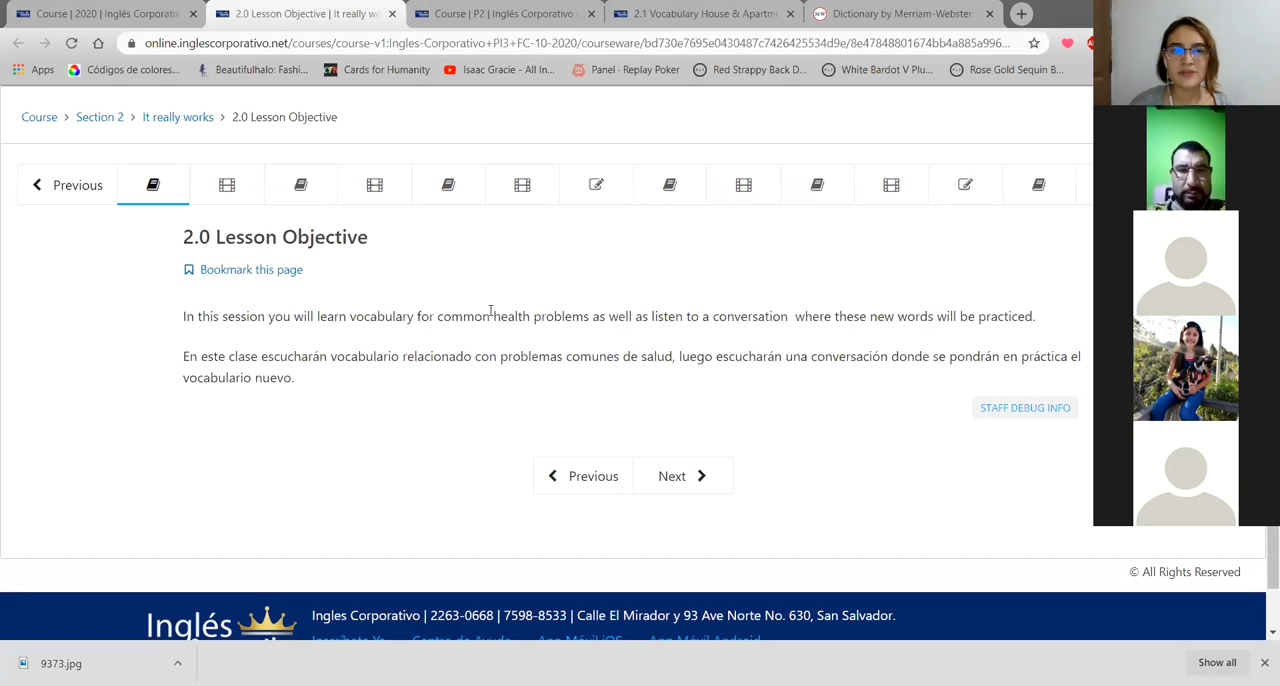 Course | 2020 | Inglés Corporativ
2.0 Lesson Objective | It really wo
Course | P2 | Inglés Corporativo
2.1 Vocabulary House & Apartm
Dictionary by Merriam-Webster
online.inglescorporativo.net/courses/course-v1:Ingles-Corporativo+PI3+FC-10-2020/courseware/bd730e7695e0430487c7426425534d9e/8e47848801674bb4a885a996...
Apps
Códigos de colores...
Beautifulhalo: Fashi...
Cards for Humanity
Isaac Gracie - All In...
Panel · Replay Poker
Red Strappy Back D...
White Bardot V Plu...
Rose Gold Sequin B...
Course > Section 2 > It really works > 2.0 Lesson Objective
Previous
2.0 Lesson Objective
Bookmark this page
In this session you will learn vocabulary for common health problems as well as listen to a conversation where these new words will be practiced.
En este clase escucharán vocabulario relacionado con problemas comunes de salud, luego escucharán una conversación donde se pondrán en práctica el
vocabulario nuevo.
STAFF DEBUG INFO
Previous
Next
© All Rights Reserved
Inglés
Ingles Corporativo | 2263-0668 | 7598-8533 | Calle El Mirador y 93 Ave Norte No. 630, San Salvador.
9373.jpg
Show all